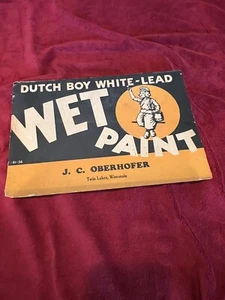 DUTCH BOY WHITE-LEAD
WET
PAINT
J. C. OBERHOFER
Twin Lakes, Wisconsin